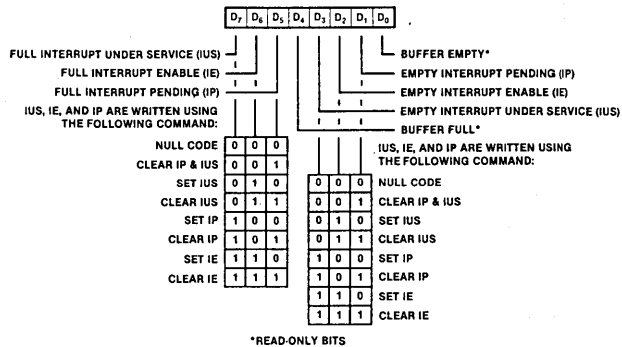 D7 D6 D5 D4 D3 D2 D1 D0
FULL INTERRUPT UNDER SERVICE (IUS)
FULL INTERRUPT ENABLE (IE)
FULL INTERRUPT PENDING (IP)
IUS, IE, AND IP ARE WRITTEN USING
THE FOLLOWING COMMAND:
NULL CODE 0 0 0
CLEAR IP & IUS 0 0 1
SET IUS 0 1 0
CLEAR IUS 0 1 1
SET IP 1 0 0
CLEAR IP 1 0 1
SET IE 1 1 0
CLEAR IE 1 1 1
BUFFER EMPTY*
EMPTY INTERRUPT PENDING (IP)
EMPTY INTERRUPT ENABLE (IE)
EMPTY INTERRUPT UNDER SERVICE (IUS)
BUFFER FULL*
IUS, IE, AND IP ARE WRITTEN USING
THE FOLLOWING COMMAND:
0 0 0 NULL CODE
0 0 1 CLEAR IP & IUS
0 1 0 SET IUS
0 1 1 CLEAR IUS
1 0 0 SET IP
1 0 1 CLEAR IP
1 1 0 SET IE
1 1 1 CLEAR IE
*READ-ONLY BITS